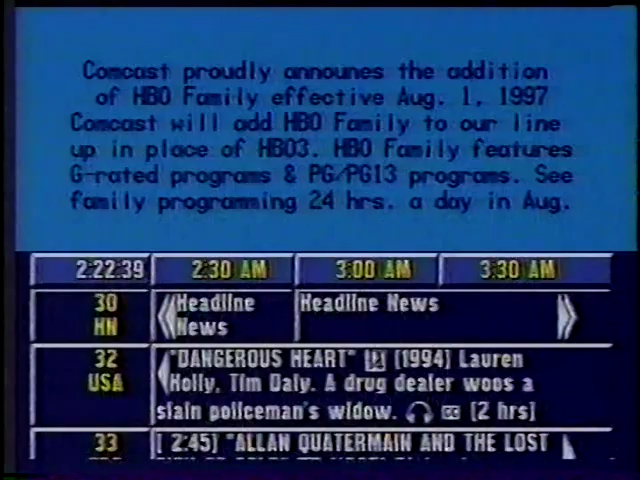 Comcast proudly announes the addition
of HBO Family effective Aug. 1, 1997
Comcast will add HBO Family to our line
up in place of HBO3. HBO Family features
G-rated programs & PG/PG13 programs. See
family programming 24 hrs. a day in Aug.
2:22:39 2:30 AM 3:00 AM 3:30 AM
30 Headline Headline News
HN News
32 "DANGEROUS HEART" [1994] Lauren
USA Holly, Tim Daly. A drug dealer woos a
slain policeman's widow. CC [2 hrs]
33 [ 2:45] "ALLAN QUATERMAIN AND THE LOST